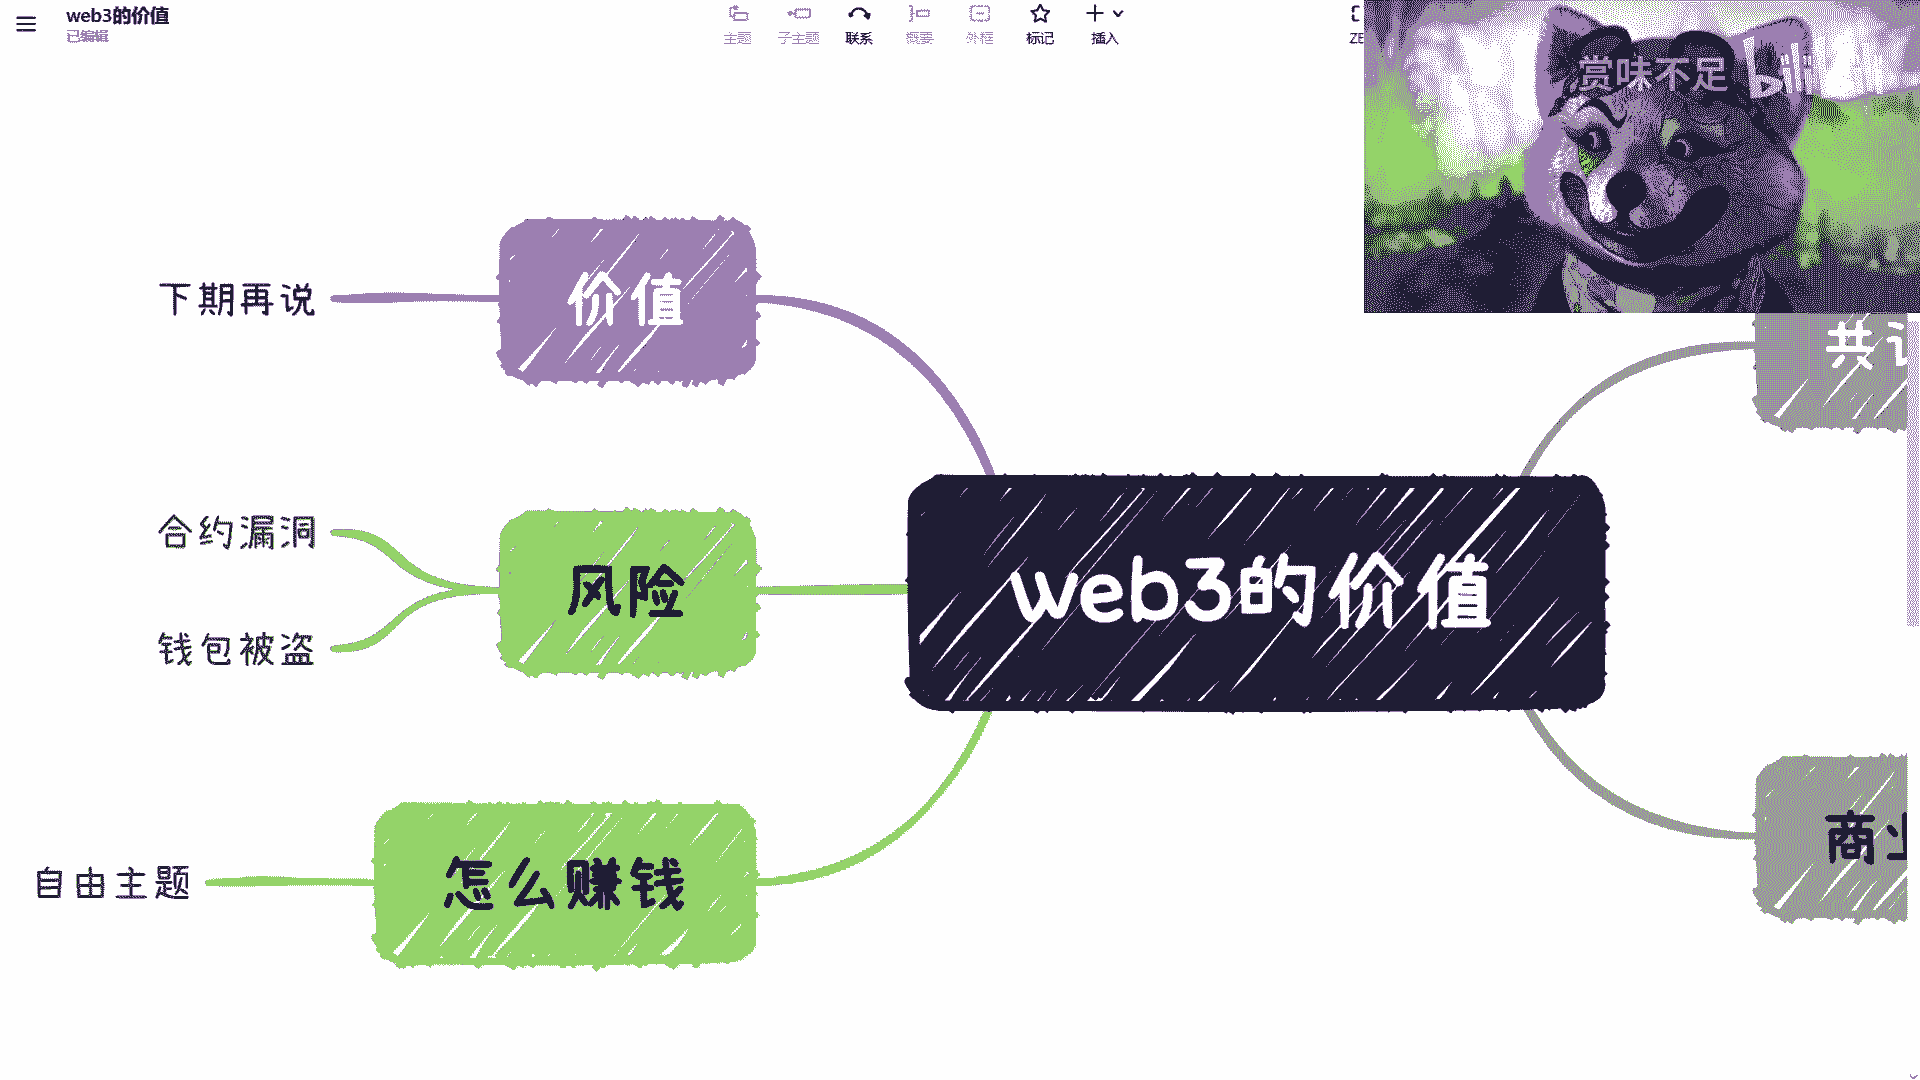 web3的价值
已编辑
主题
子主题
联系
概要
外框
标记
插入
ZE
赏味不足 bilibili
下期再说
价值
合约漏洞
风险
钱包被盗
怎么赚钱
自由主题
web3的价值
共
商